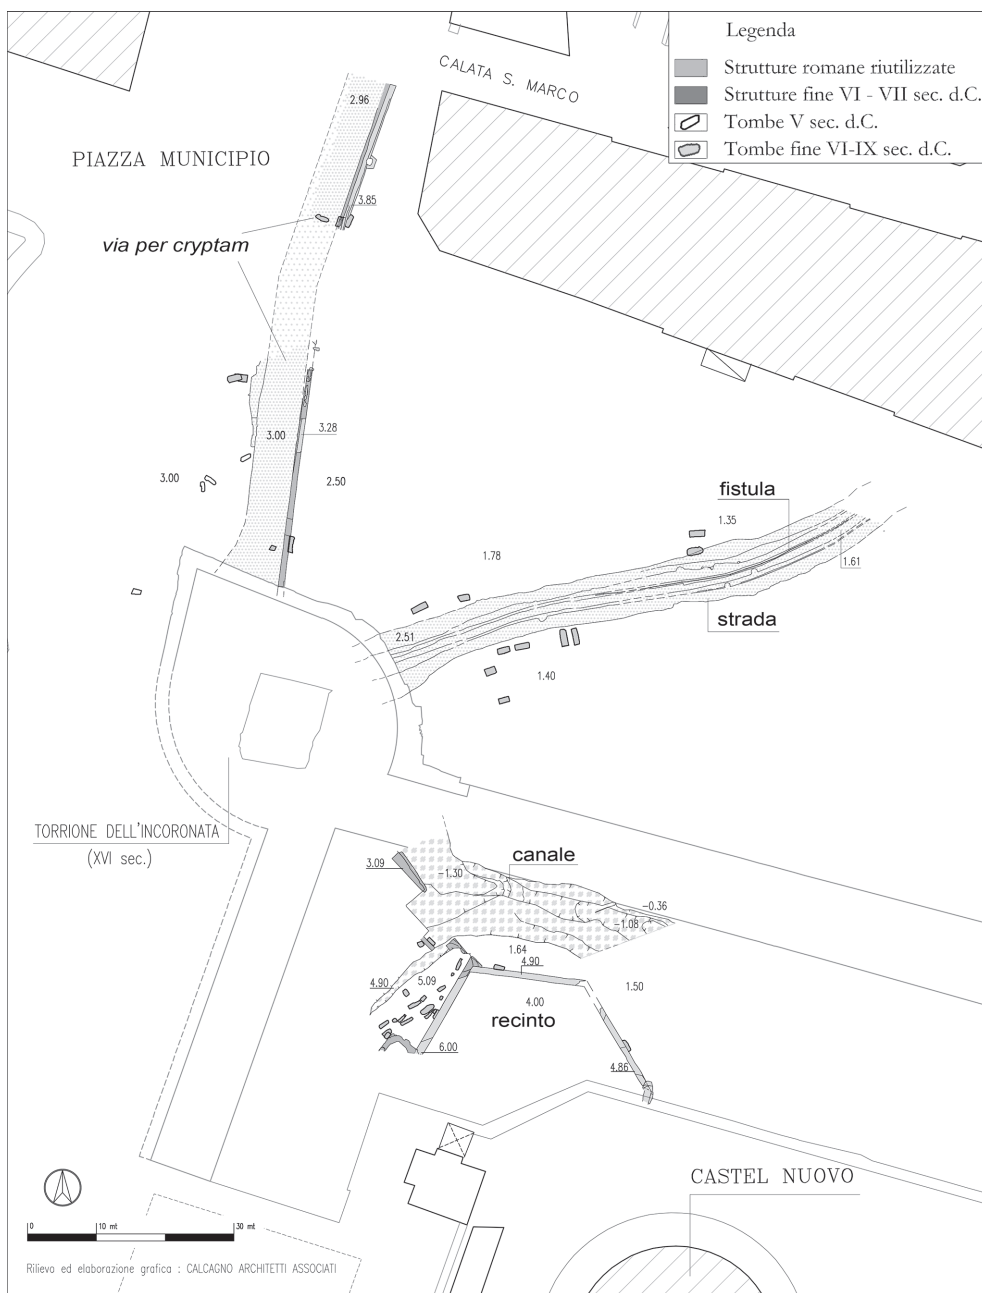 Legenda
Strutture romane riutilizzate
Strutture fine VI - VII sec. d.C.
Tombe V sec. d.C.
Tombe fine VI-IX sec. d.C.
CALATA S. MARCO
2.96
PIAZZA MUNICIPIO
3.85
via per cryptam
3.28
3.00
3.00
2.50
fistula
1.35
1.78
1.61
strada
2.51
1.40
TORRIONE DELL'INCORONATA
(XVI sec.)
canale
3.09
-1.30
-0.36
-1.08
1.64
4.90
4.90
5.09
1.50
4.00
recinto
6.00
4.86
CASTEL NUOVO
0
10 mt
30 mt
Rilievo ed elaborazione grafica : CALCAGNO ARCHITETTI ASSOCIATI